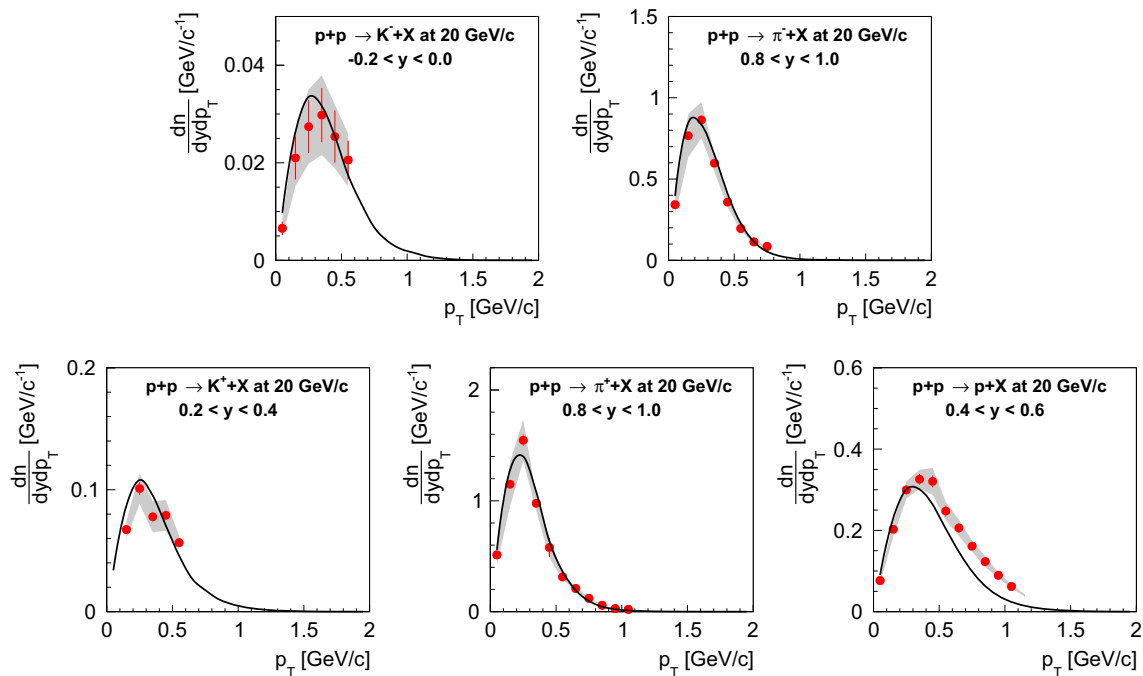 p+p → K⁻+X at 20 GeV/c
-0.2 < y < 0.0
dn/dydp_T [GeV/c⁻¹]
0.04
0.02
0
0 0.5 1 1.5 2
p_T [GeV/c]
p+p → π⁻+X at 20 GeV/c
0.8 < y < 1.0
dn/dydp_T [GeV/c⁻¹]
1.5
1
0.5
0
0 0.5 1 1.5 2
p_T [GeV/c]
p+p → K⁺+X at 20 GeV/c
0.2 < y < 0.4
dn/dydp_T [GeV/c⁻¹]
0.2
0.1
0
0 0.5 1 1.5 2
p_T [GeV/c]
p+p → π⁺+X at 20 GeV/c
0.8 < y < 1.0
dn/dydp_T [GeV/c⁻¹]
2
1
0
0 0.5 1 1.5 2
p_T [GeV/c]
p+p → p+X at 20 GeV/c
0.4 < y < 0.6
dn/dydp_T [GeV/c⁻¹]
0.6
0.4
0.2
0
0 0.5 1 1.5 2
p_T [GeV/c]